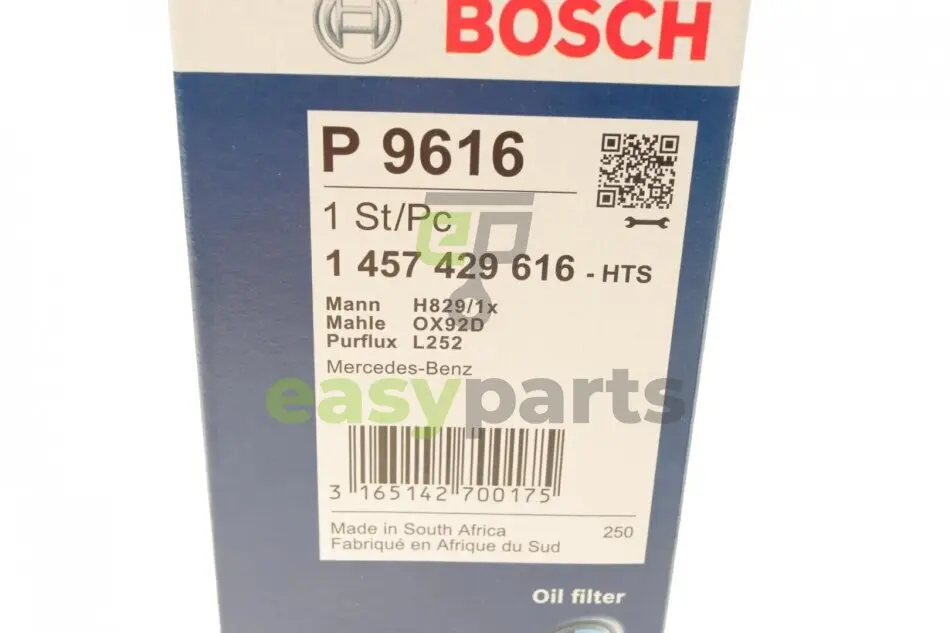 BOSCH
P 9616
1 St/Pc
1 457 429 616 - HTS
Mann H829/1x
Mahle OX92D
Purflux L252
Mercedes-Benz
ep
easyparts
3 165142 700175
Made in South Africa 250
Fabriqué en Afrique du Sud
Oil filter